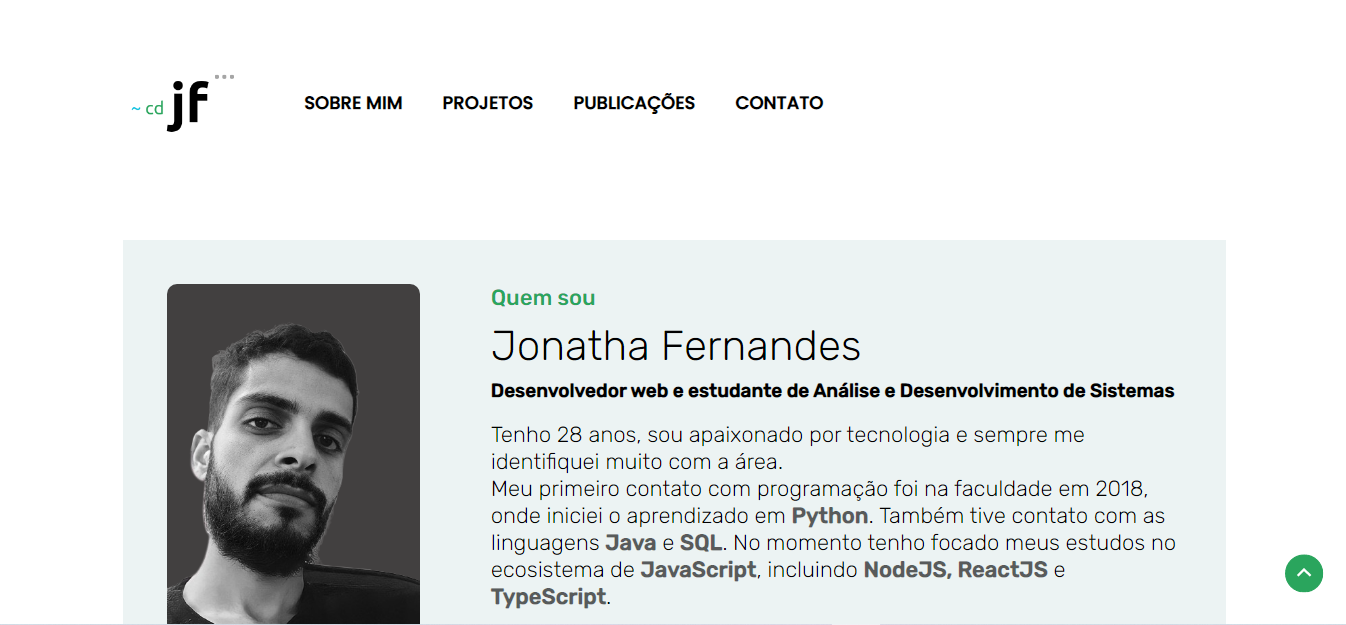 ~ cd jf ...
SOBRE MIM PROJETOS PUBLICAÇÕES CONTATO
Quem sou
Jonatha Fernandes
Desenvolvedor web e estudante de Análise e Desenvolvimento de Sistemas
Tenho 28 anos, sou apaixonado por tecnologia e sempre me
identifiquei muito com a área.
Meu primeiro contato com programação foi na faculdade em 2018,
onde iniciei o aprendizado em Python. Também tive contato com as
linguagens Java e SQL. No momento tenho focado meus estudos no
ecosistema de JavaScript, incluindo NodeJS, ReactJS e
TypeScript.